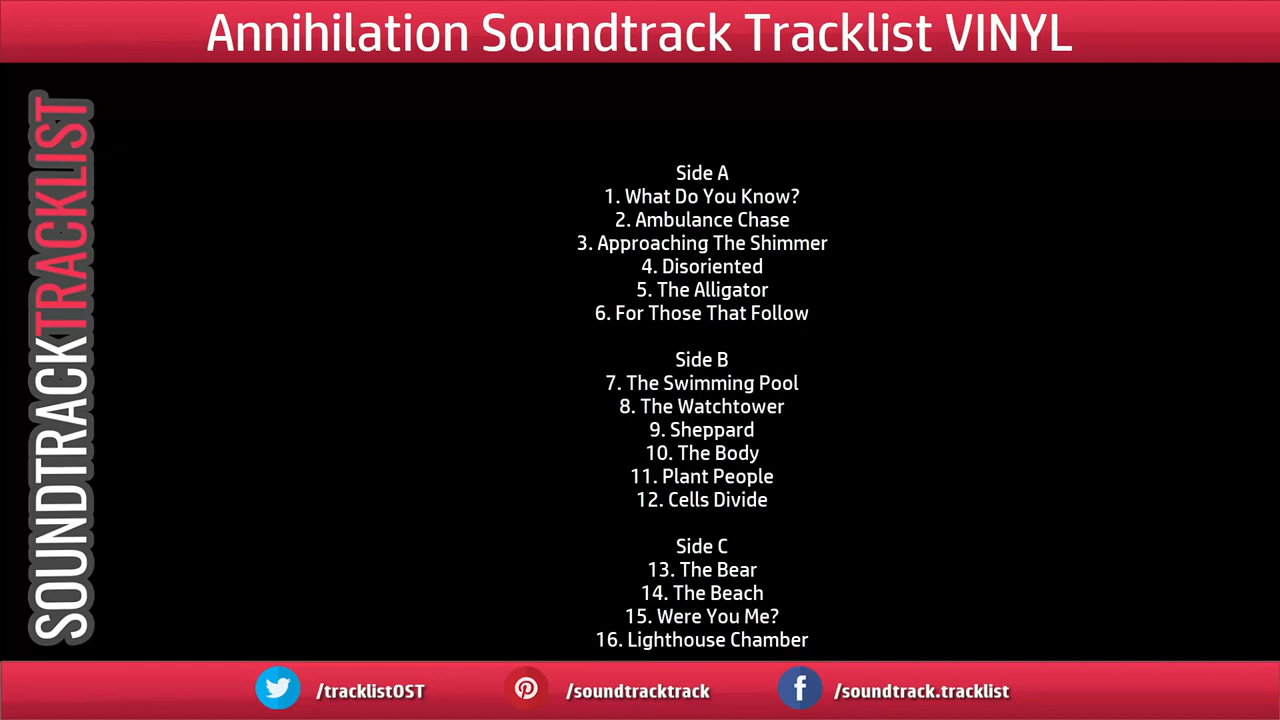 Annihilation Soundtrack Tracklist VINYL
SOUNDTRACKTRACKLIST
Side A
1. What Do You Know?
2. Ambulance Chase
3. Approaching The Shimmer
4. Disoriented
5. The Alligator
6. For Those That Follow
Side B
7. The Swimming Pool
8. The Watchtower
9. Sheppard
10. The Body
11. Plant People
12. Cells Divide
Side C
13. The Bear
14. The Beach
15. Were You Me?
16. Lighthouse Chamber
/tracklistOST
/soundtracktrack
/soundtrack.tracklist